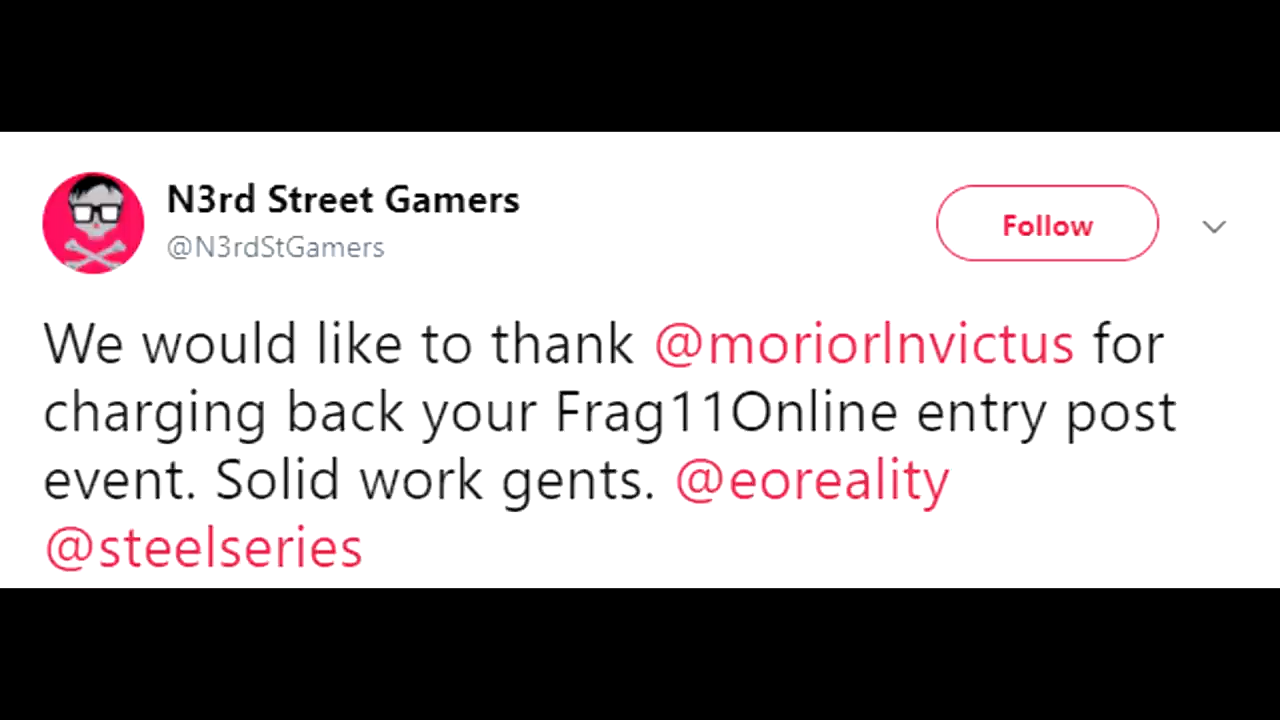 N3rd Street Gamers
@N3rdStGamers
Follow
We would like to thank @moriorInvictus for
charging back your Frag11Online entry post
event. Solid work gents. @eoreality
@steelseries